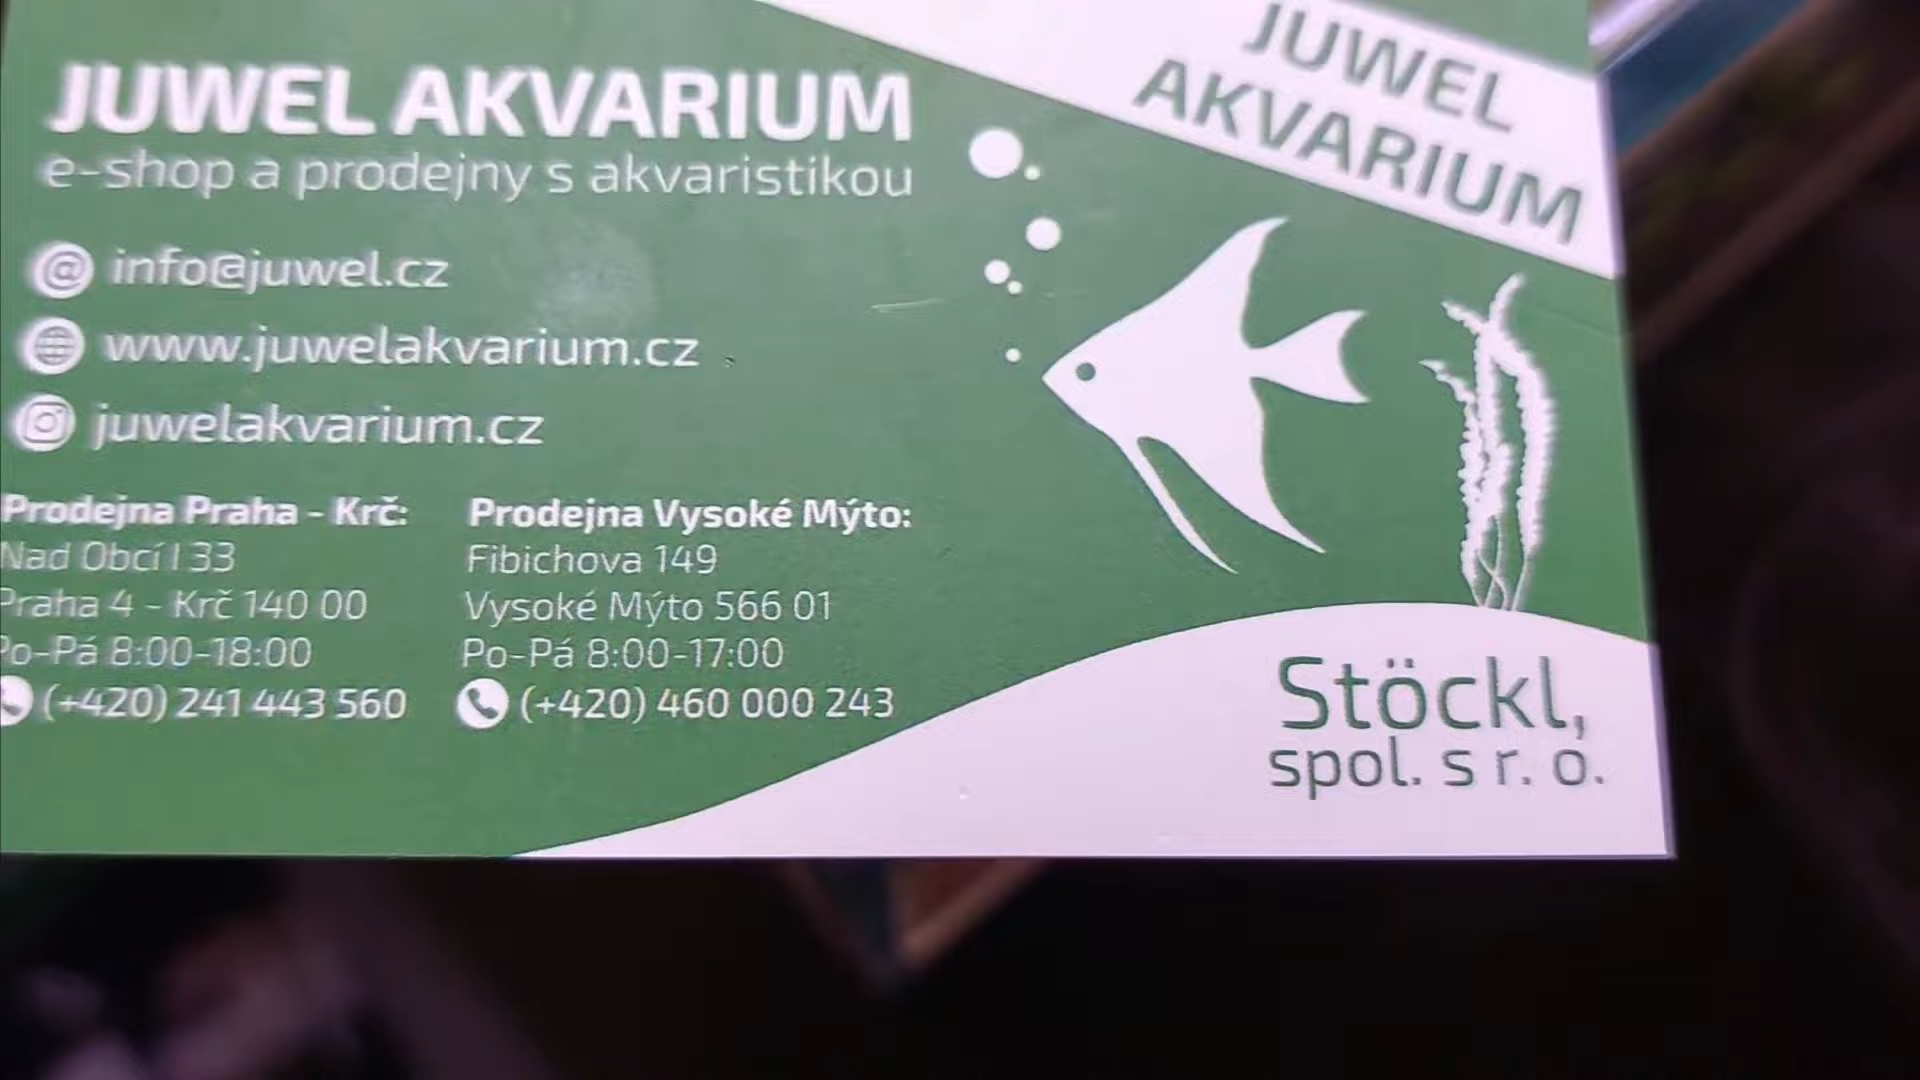 JUWEL AKVARIUM
e-shop a prodejny s akvaristikou
info@juwel.cz
www.juwelakvarium.cz
juwelakvarium.cz
Prodejna Praha - Krč:
Nad Obcí I 33
Praha 4 - Krč 140 00
Po-Pá 8:00-18:00
(+420) 241 443 560
Prodejna Vysoké Mýto:
Fibichova 149
Vysoké Mýto 566 01
Po-Pá 8:00-17:00
(+420) 460 000 243
JUWEL
AKVARIUM
Stöckl,
spol. s r. o.